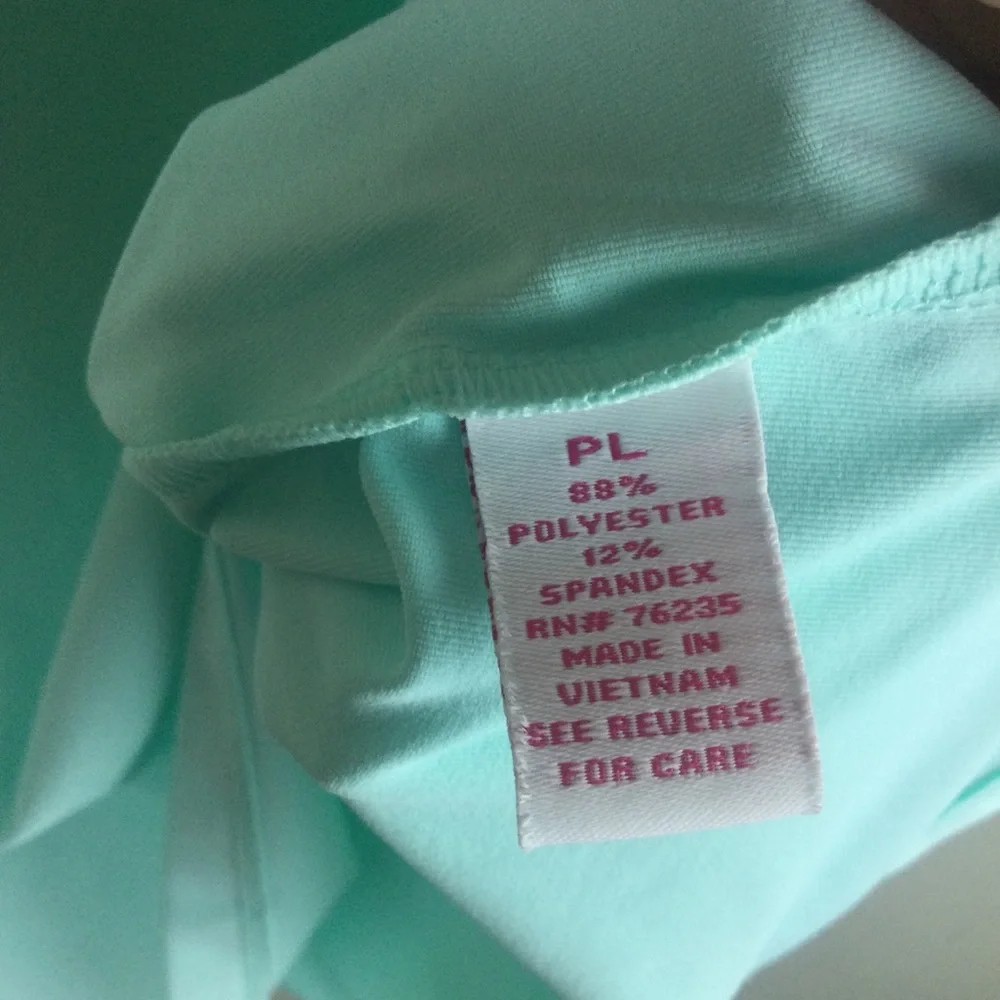 PL
88%
POLYESTER
12%
SPANDEX
RN# 76235
MADE IN
VIETNAM
SEE REVERSE
FOR CARE